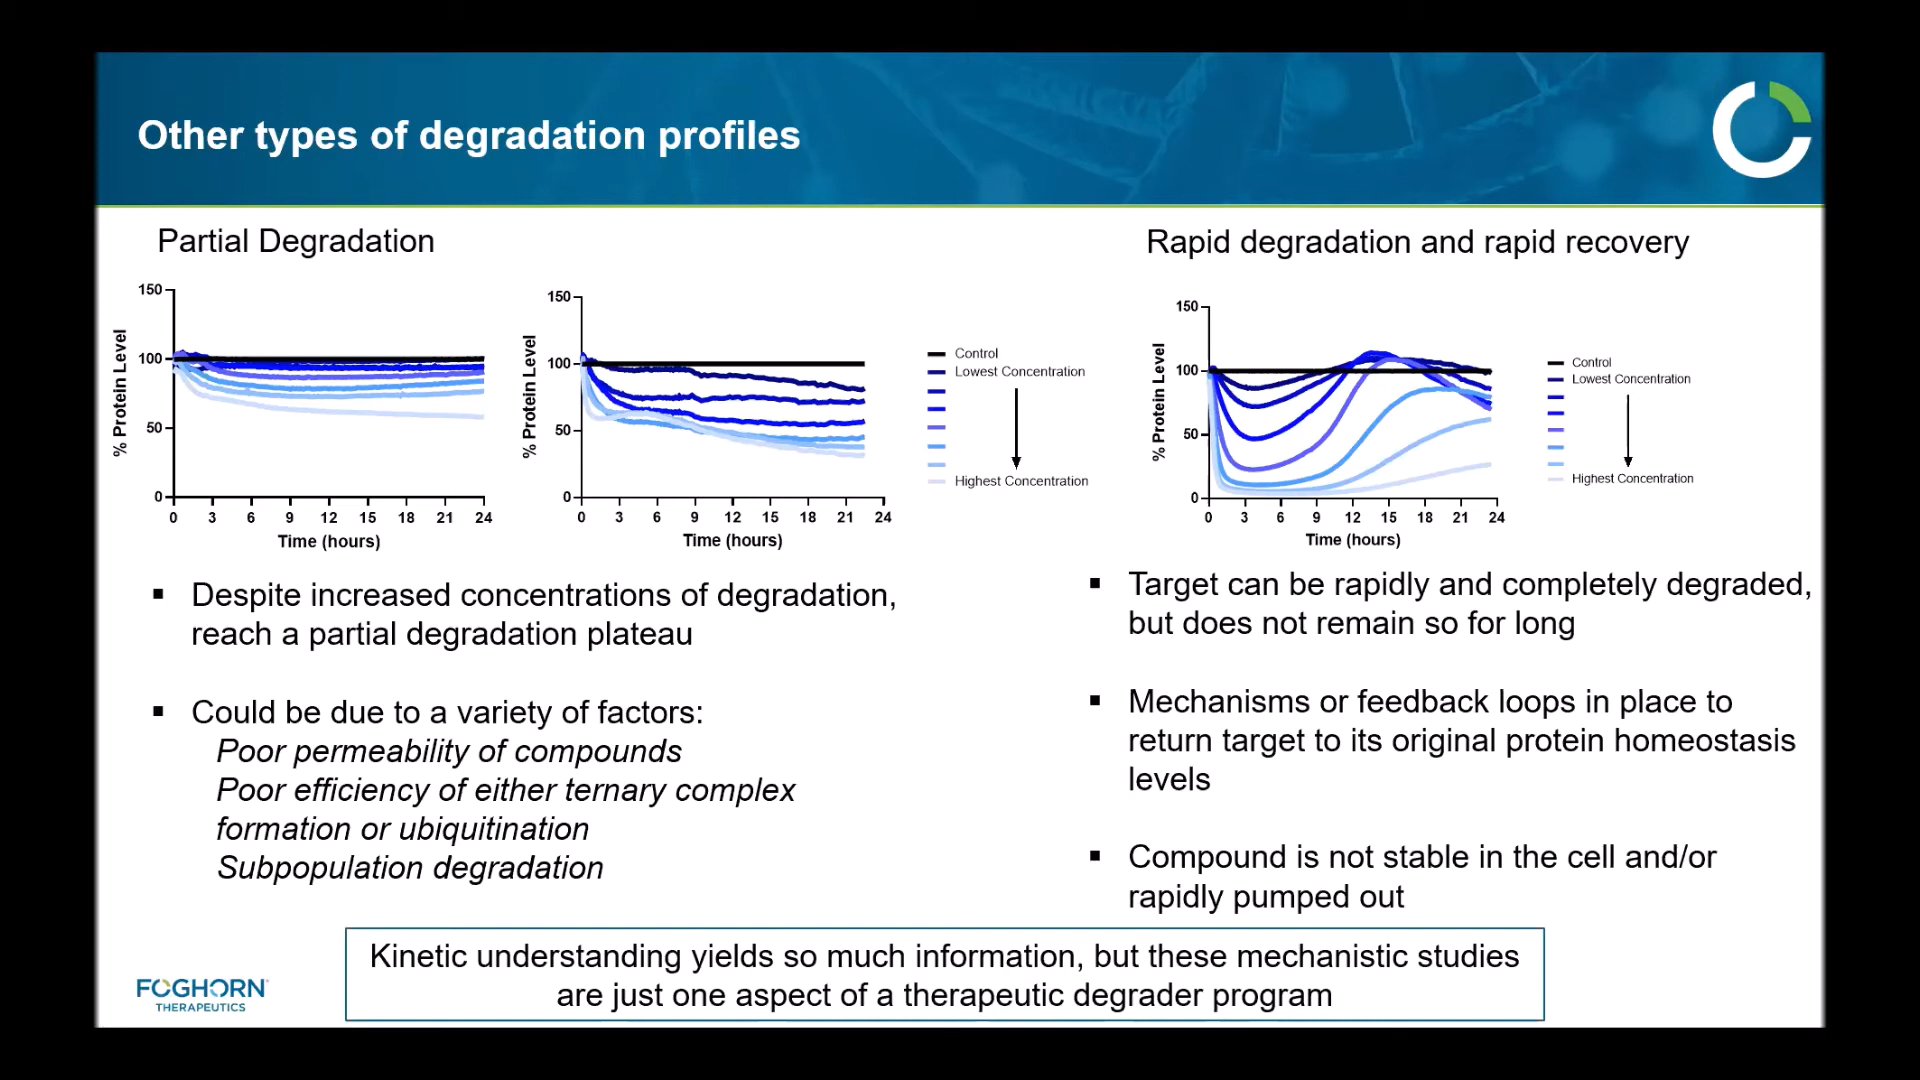 Other types of degradation profiles
Partial Degradation
150
100
50
0
% Protein Level
0 3 6 9 12 15 18 21 24
Time (hours)
150
100
50
0
% Protein Level
0 3 6 9 12 15 18 21 24
Time (hours)
Control
Lowest Concentration
Highest Concentration
▪ Despite increased concentrations of degradation,
reach a partial degradation plateau
▪ Could be due to a variety of factors:
Poor permeability of compounds
Poor efficiency of either ternary complex
formation or ubiquitination
Subpopulation degradation
Rapid degradation and rapid recovery
150
100
50
0
% Protein Level
0 3 6 9 12 15 18 21 24
Time (hours)
Control
Lowest Concentration
Highest Concentration
▪ Target can be rapidly and completely degraded,
but does not remain so for long
▪ Mechanisms or feedback loops in place to
return target to its original protein homeostasis
levels
▪ Compound is not stable in the cell and/or
rapidly pumped out
Kinetic understanding yields so much information, but these mechanistic studies
are just one aspect of a therapeutic degrader program
FOGHORN
THERAPEUTICS